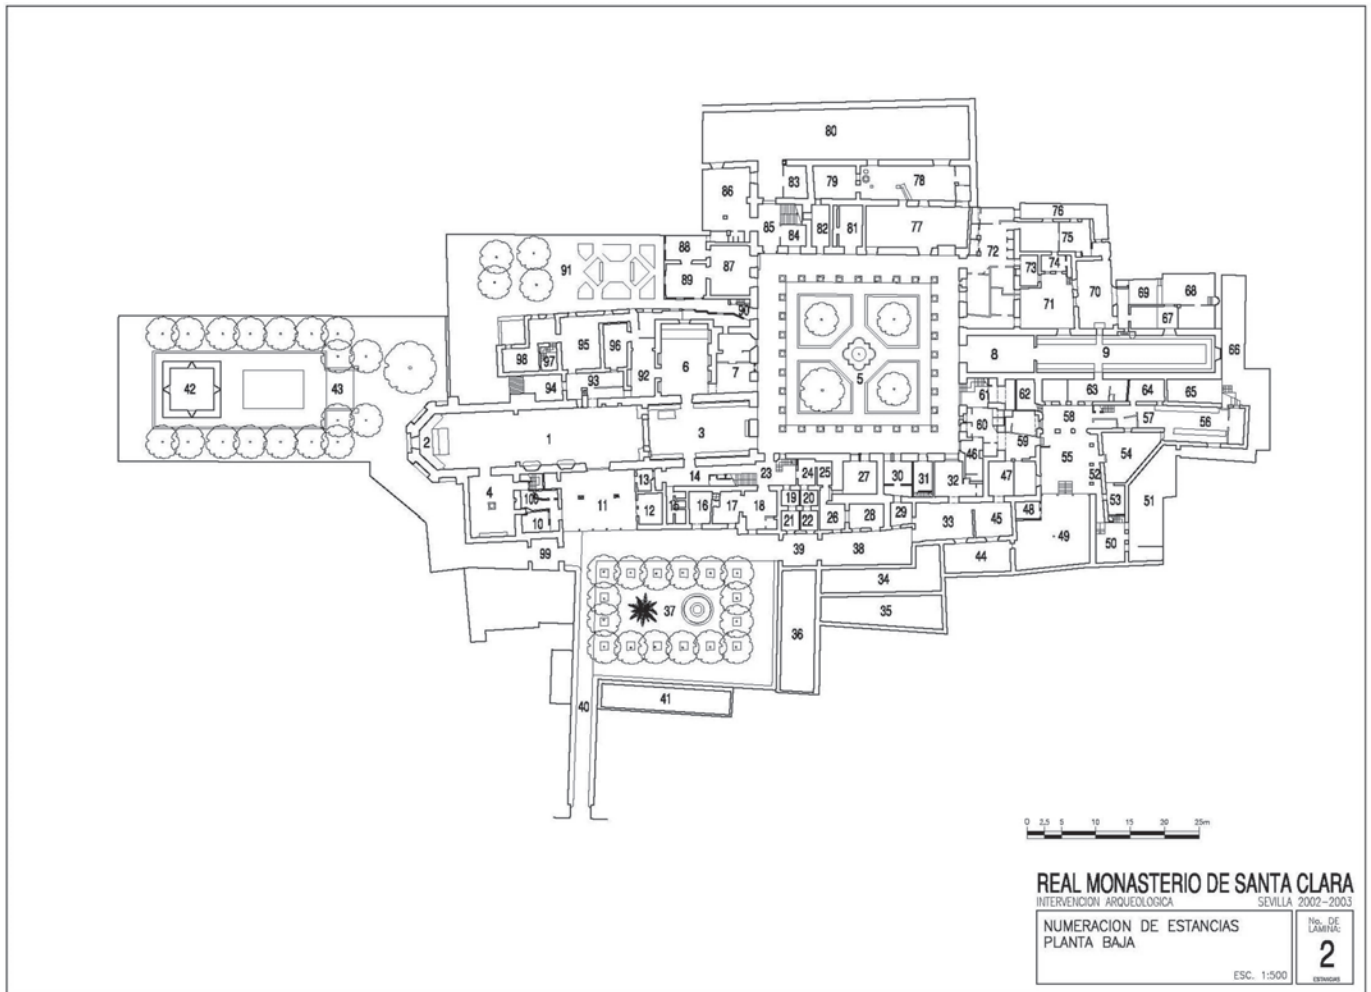 80
86 83 79 78
76
85 84 82 81 77 72 75
88 91 87 89 74 73 70 71 69 68 67
90
98 97 95 96 92 6 7 5 8 9 66
42 43 94 93
61 62 63 64 65
2 1 3 60 58 57 56
59
23 46 55 54
4 13 14 24 25 27 30 31 32 47 52
10 11 12 16 17 18 19 20 53 51
21 22 26 28 29 33 45 48 49 50
99 39 38 44
34
37 35
36
41
40
0 2,5 5 10 15 20 25m
REAL MONASTERIO DE SANTA CLARA
INTERVENCION ARQUEOLOGICA SEVILLA 2002-2003
NUMERACION DE ESTANCIAS
PLANTA BAJA
ESC. 1:500
No. DE
LAMINA:
2
ESTANCIAS